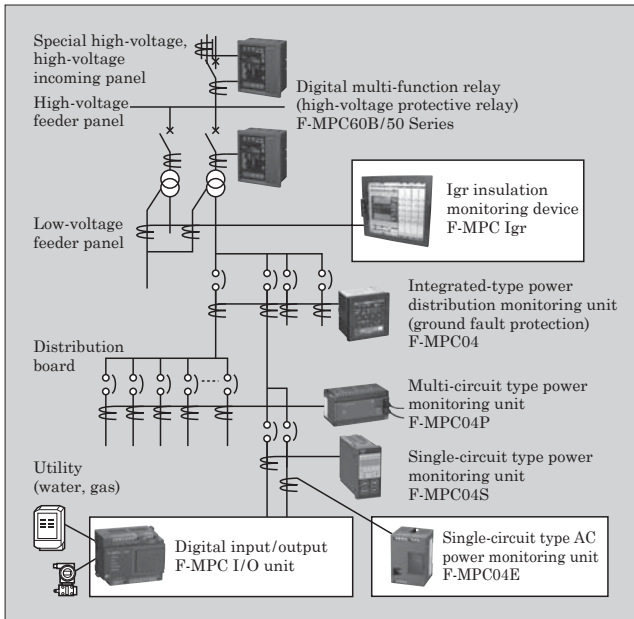 Special high-voltage,
high-voltage
incoming panel
High-voltage
feeder panel
Digital multi-function relay
(high-voltage protective relay)
F-MPC60B/50 Series
Igr insulation
monitoring device
F-MPC Igr
Low-voltage
feeder panel
Integrated-type power
distribution monitoring unit
(ground fault protection)
F-MPC04
Distribution
board
Multi-circuit type power
monitoring unit
F-MPC04P
Single-circuit type power
monitoring unit
F-MPC04S
Utility
(water, gas)
Digital input/output
F-MPC I/O unit
Single-circuit type AC
power monitoring unit
F-MPC04E